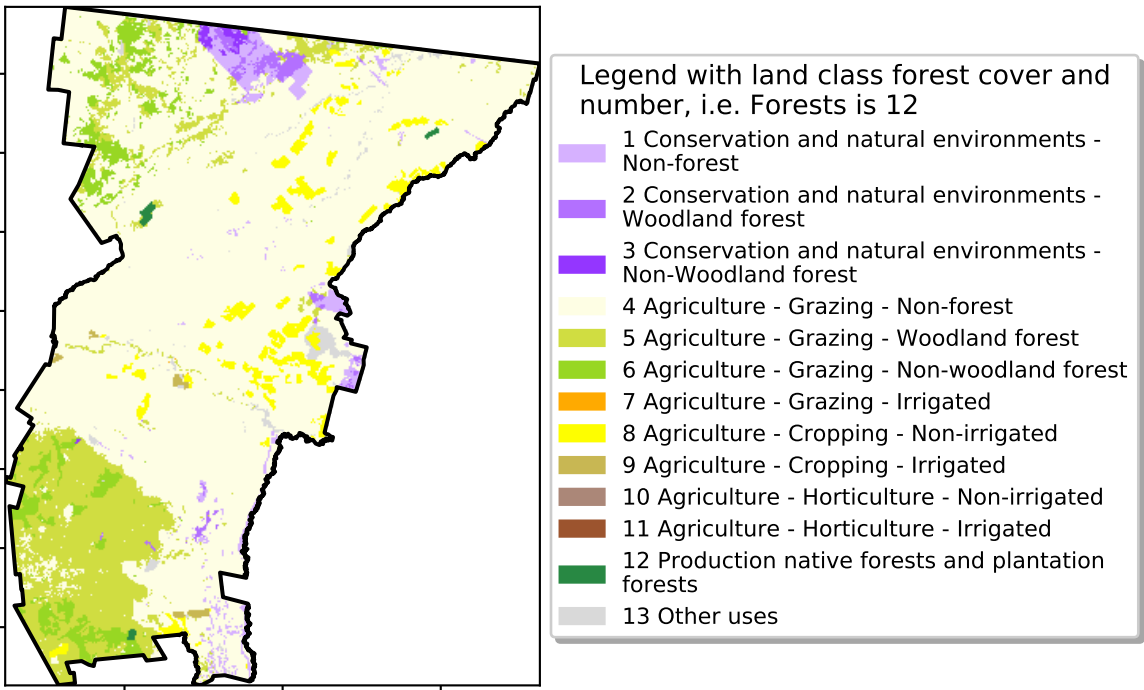 Legend with land class forest cover and
number, i.e. Forests is 12
1 Conservation and natural environments -
Non-forest
2 Conservation and natural environments -
Woodland forest
3 Conservation and natural environments -
Non-Woodland forest
4 Agriculture - Grazing - Non-forest
5 Agriculture - Grazing - Woodland forest
6 Agriculture - Grazing - Non-woodland forest
7 Agriculture - Grazing - Irrigated
8 Agriculture - Cropping - Non-irrigated
9 Agriculture - Cropping - Irrigated
10 Agriculture - Horticulture - Non-irrigated
11 Agriculture - Horticulture - Irrigated
12 Production native forests and plantation
forests
13 Other uses